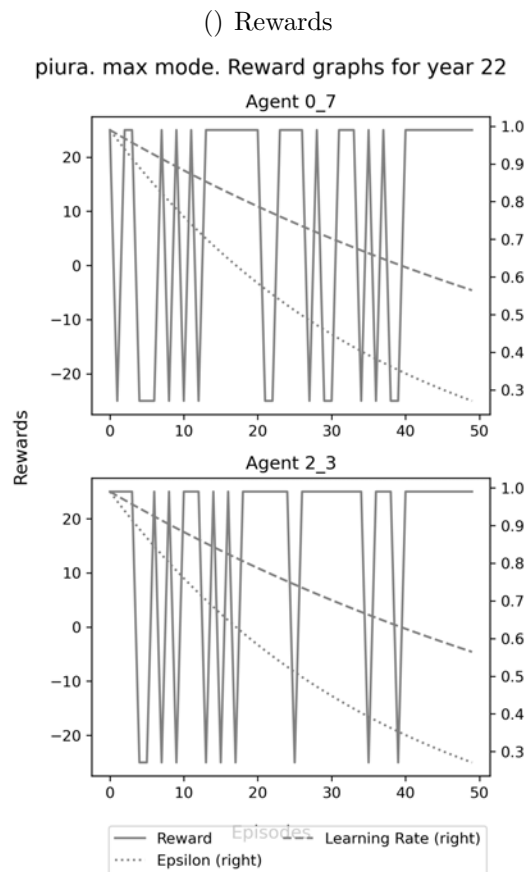 () Rewards
piura. max mode. Reward graphs for year 22
Agent 0_7
20
10
0
−10
−20
1.0
0.9
0.8
0.7
0.6
0.5
0.4
0.3
0 10 20 30 40 50
Rewards
Agent 2_3
20
10
0
−10
−20
1.0
0.9
0.8
0.7
0.6
0.5
0.4
0.3
0 10 20 30 40 50
Episodes
Reward
Learning Rate (right)
Epsilon (right)